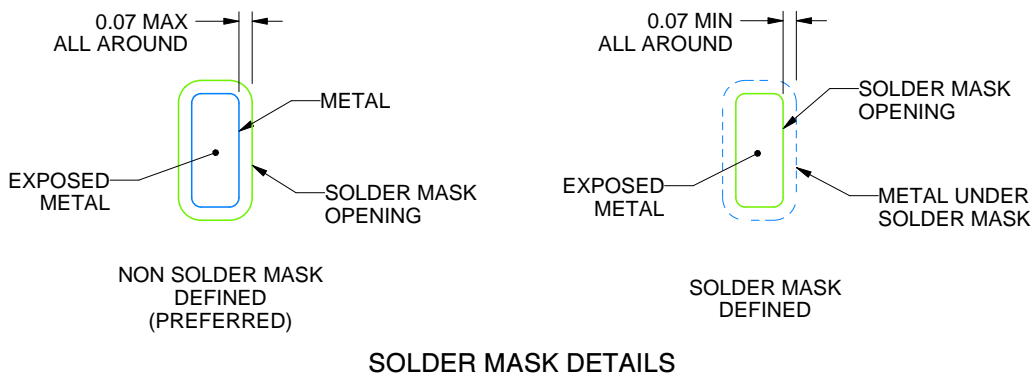 0.07 MAX
ALL AROUND
METAL
EXPOSED
METAL
SOLDER MASK
OPENING
NON SOLDER MASK
DEFINED
(PREFERRED)
0.07 MIN
ALL AROUND
SOLDER MASK
OPENING
EXPOSED
METAL
METAL UNDER
SOLDER MASK
SOLDER MASK
DEFINED
SOLDER MASK DETAILS